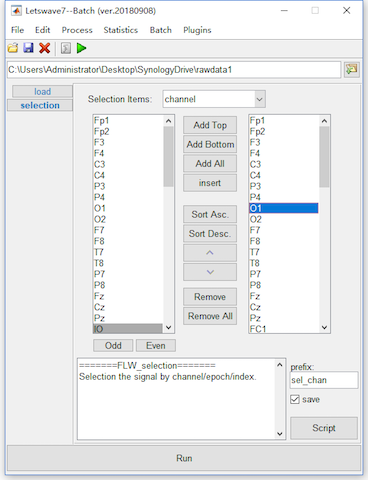 Letswave7--Batch (ver.20180908)
File Edit Process Statistics Batch Plugins
C:\Users\Administrator\Desktop\SynologyDrive\rawdata1
load
selection
Selection Items: channel
Fp1
Fp2
F3
F4
C3
C4
P3
P4
O1
O2
F7
F8
T7
T8
P7
P8
Fz
Cz
Pz
IO
Odd Even
Add Top
Add Bottom
Add All
insert
Sort Asc.
Sort Desc.
Remove
Remove All
Fp1
Fp2
F3
F4
C3
C4
P3
P4
O1
O2
F7
F8
T7
T8
P7
P8
Fz
Cz
Pz
FC1
=======FLW_selection=======
Selection the signal by channel/epoch/index.
prefix:
sel_chan
save
Script
Run